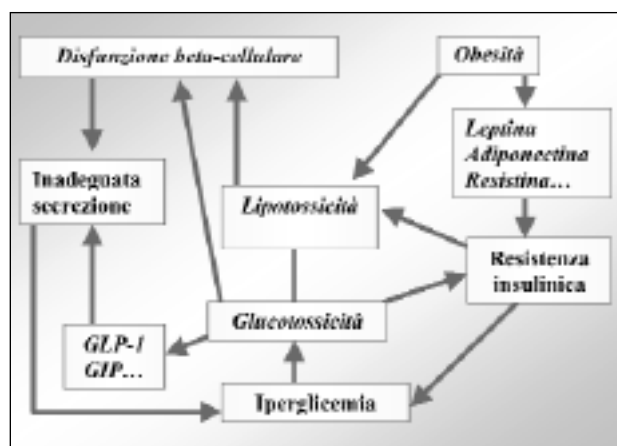 Disfunzione beta-cellulare
Obesità
Leptina
Adiponectina
Resistina...
Inadeguata
secrezione
Lipotossicità
Resistenza
insulinica
Glucotossicità
GLP-1
GIP...
Iperglicemia